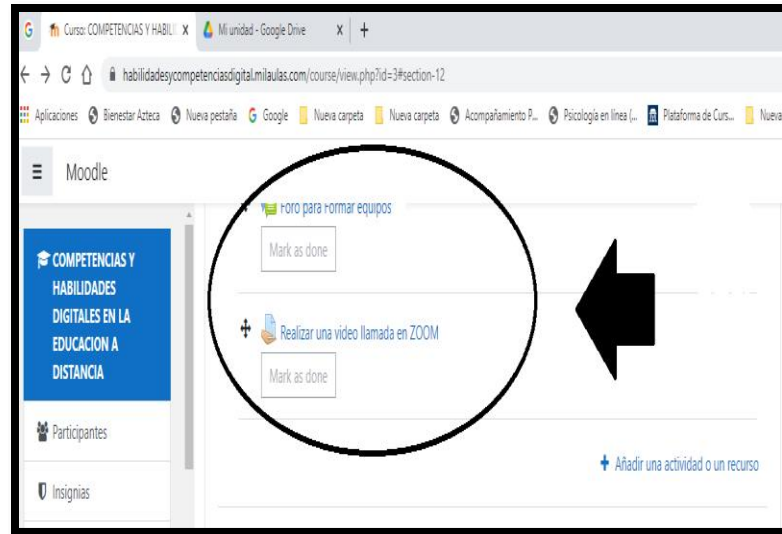 Curso: COMPETENCIAS Y HABILI
Mi unidad - Google Drive
habilidadesycompetenciasdigital.milaulas.com/course/view.php?id=3#section-12
Aplicaciones Bienestar Azteca Nueva pestaña Google Nueva carpeta Nueva carpeta Acompañamiento P... Psicología en línea (... Plataforma de Curs... Nueva
Moodle
Foro para Formar equipos
Mark as done
COMPETENCIAS Y
HABILIDADES
DIGITALES EN LA
EDUCACION A
DISTANCIA
Realizar una video llamada en ZOOM
Mark as done
Participantes
Añadir una actividad o un recurso
Insignias